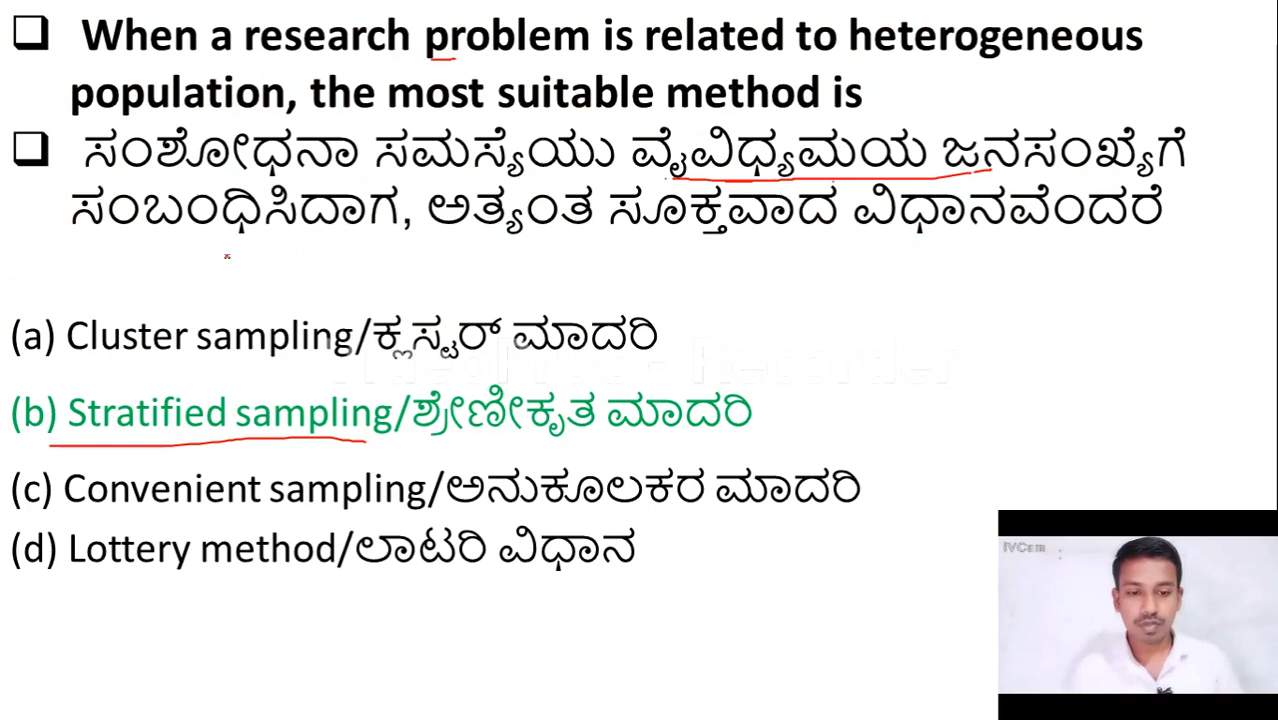 When a research problem is related to heterogeneous
population, the most suitable method is
ಸಂಶೋಧನಾ ಸಮಸ್ಯೆಯು ವೈವಿಧ್ಯಮಯ ಜನಸಂಖ್ಯೆಗೆ
ಸಂಬಂಧಿಸಿದಾಗ, ಅತ್ಯಂತ ಸೂಕ್ತವಾದ ವಿಧಾನವೆಂದರೆ
(a) Cluster sampling/ಕ್ಲಸ್ಟರ್ ಮಾದರಿ
(b) Stratified sampling/ಶ್ರೇಣೀಕೃತ ಮಾದರಿ
(c) Convenient sampling/ಅನುಕೂಲಕರ ಮಾದರಿ
(d) Lottery method/ಲಾಟರಿ ವಿಧಾನ
iVCam